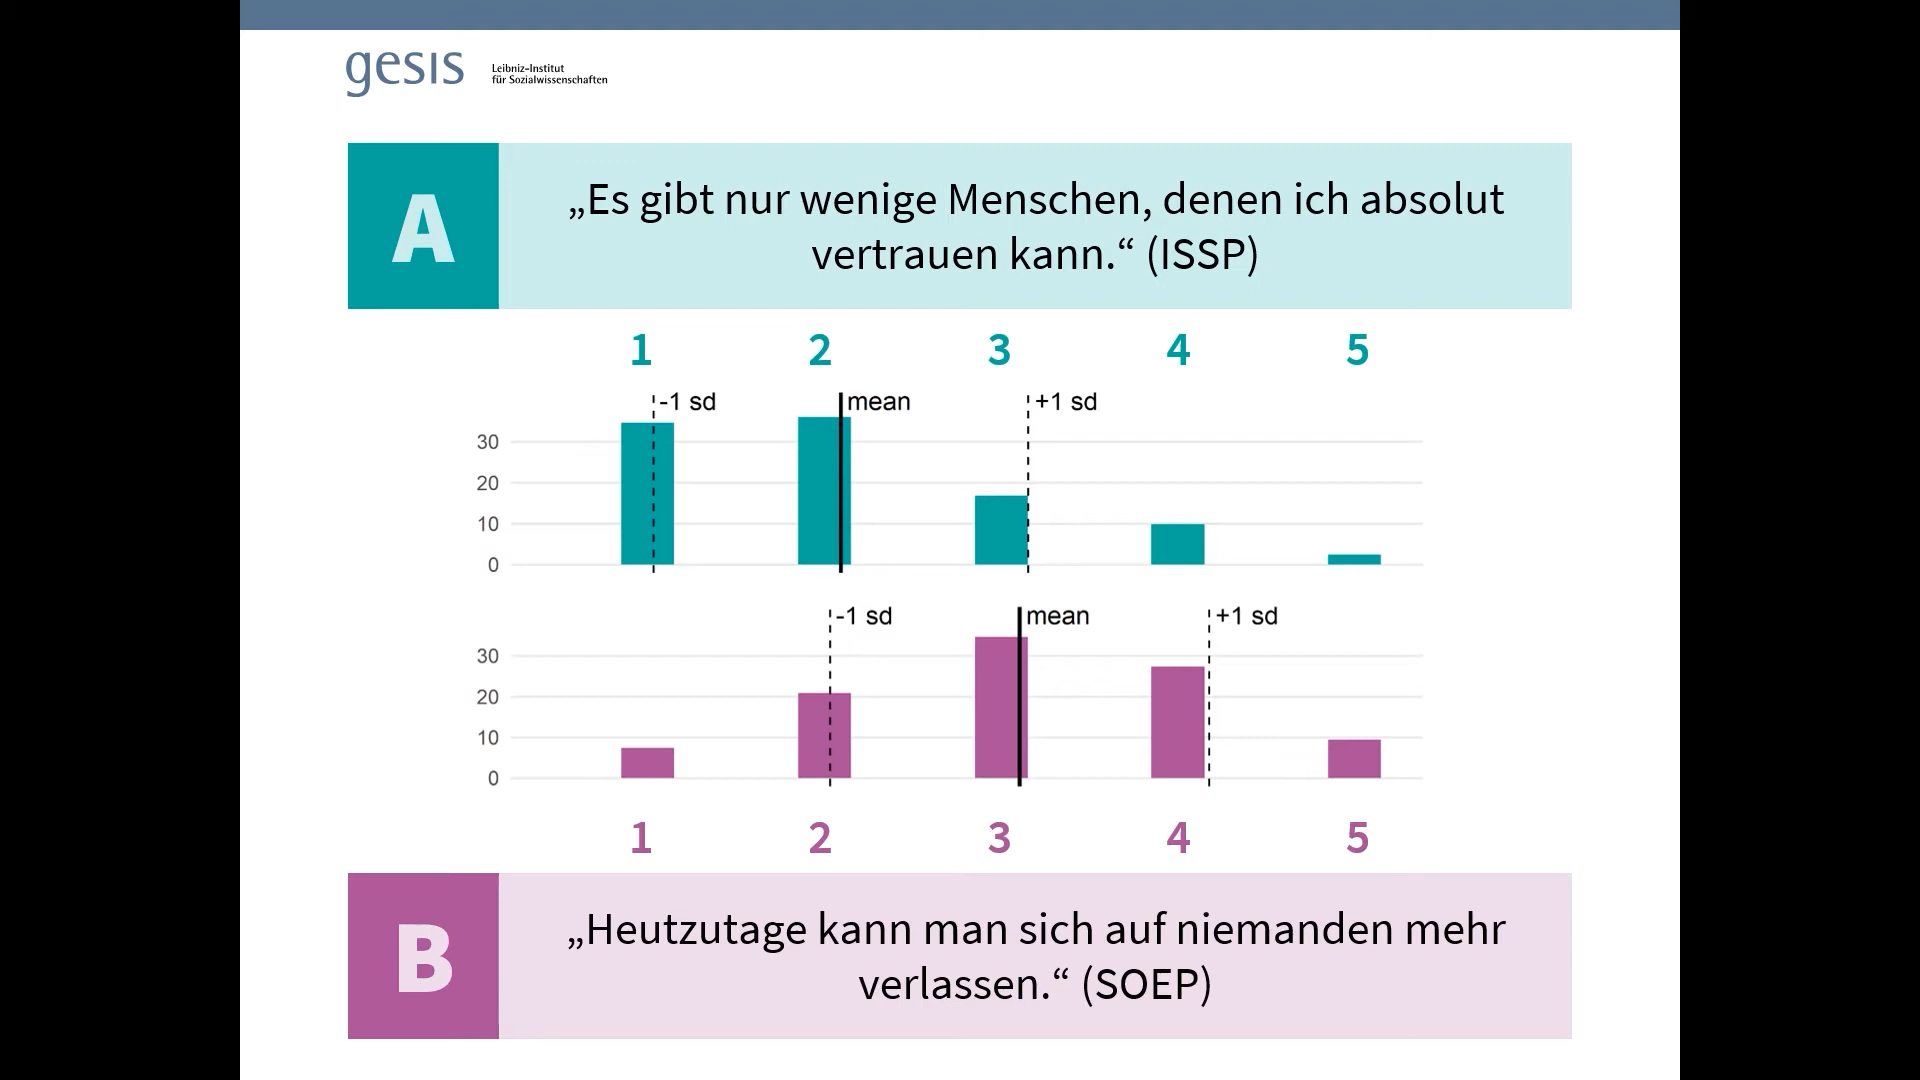 gesis
Leibniz-Institut
für Sozialwissenschaften
A
„Es gibt nur wenige Menschen, denen ich absolut
vertrauen kann.“ (ISSP)
1 2 3 4 5
-1 sd mean +1 sd
30
20
10
0
-1 sd mean +1 sd
30
20
10
0
1 2 3 4 5
B
„Heutzutage kann man sich auf niemanden mehr
verlassen.“ (SOEP)